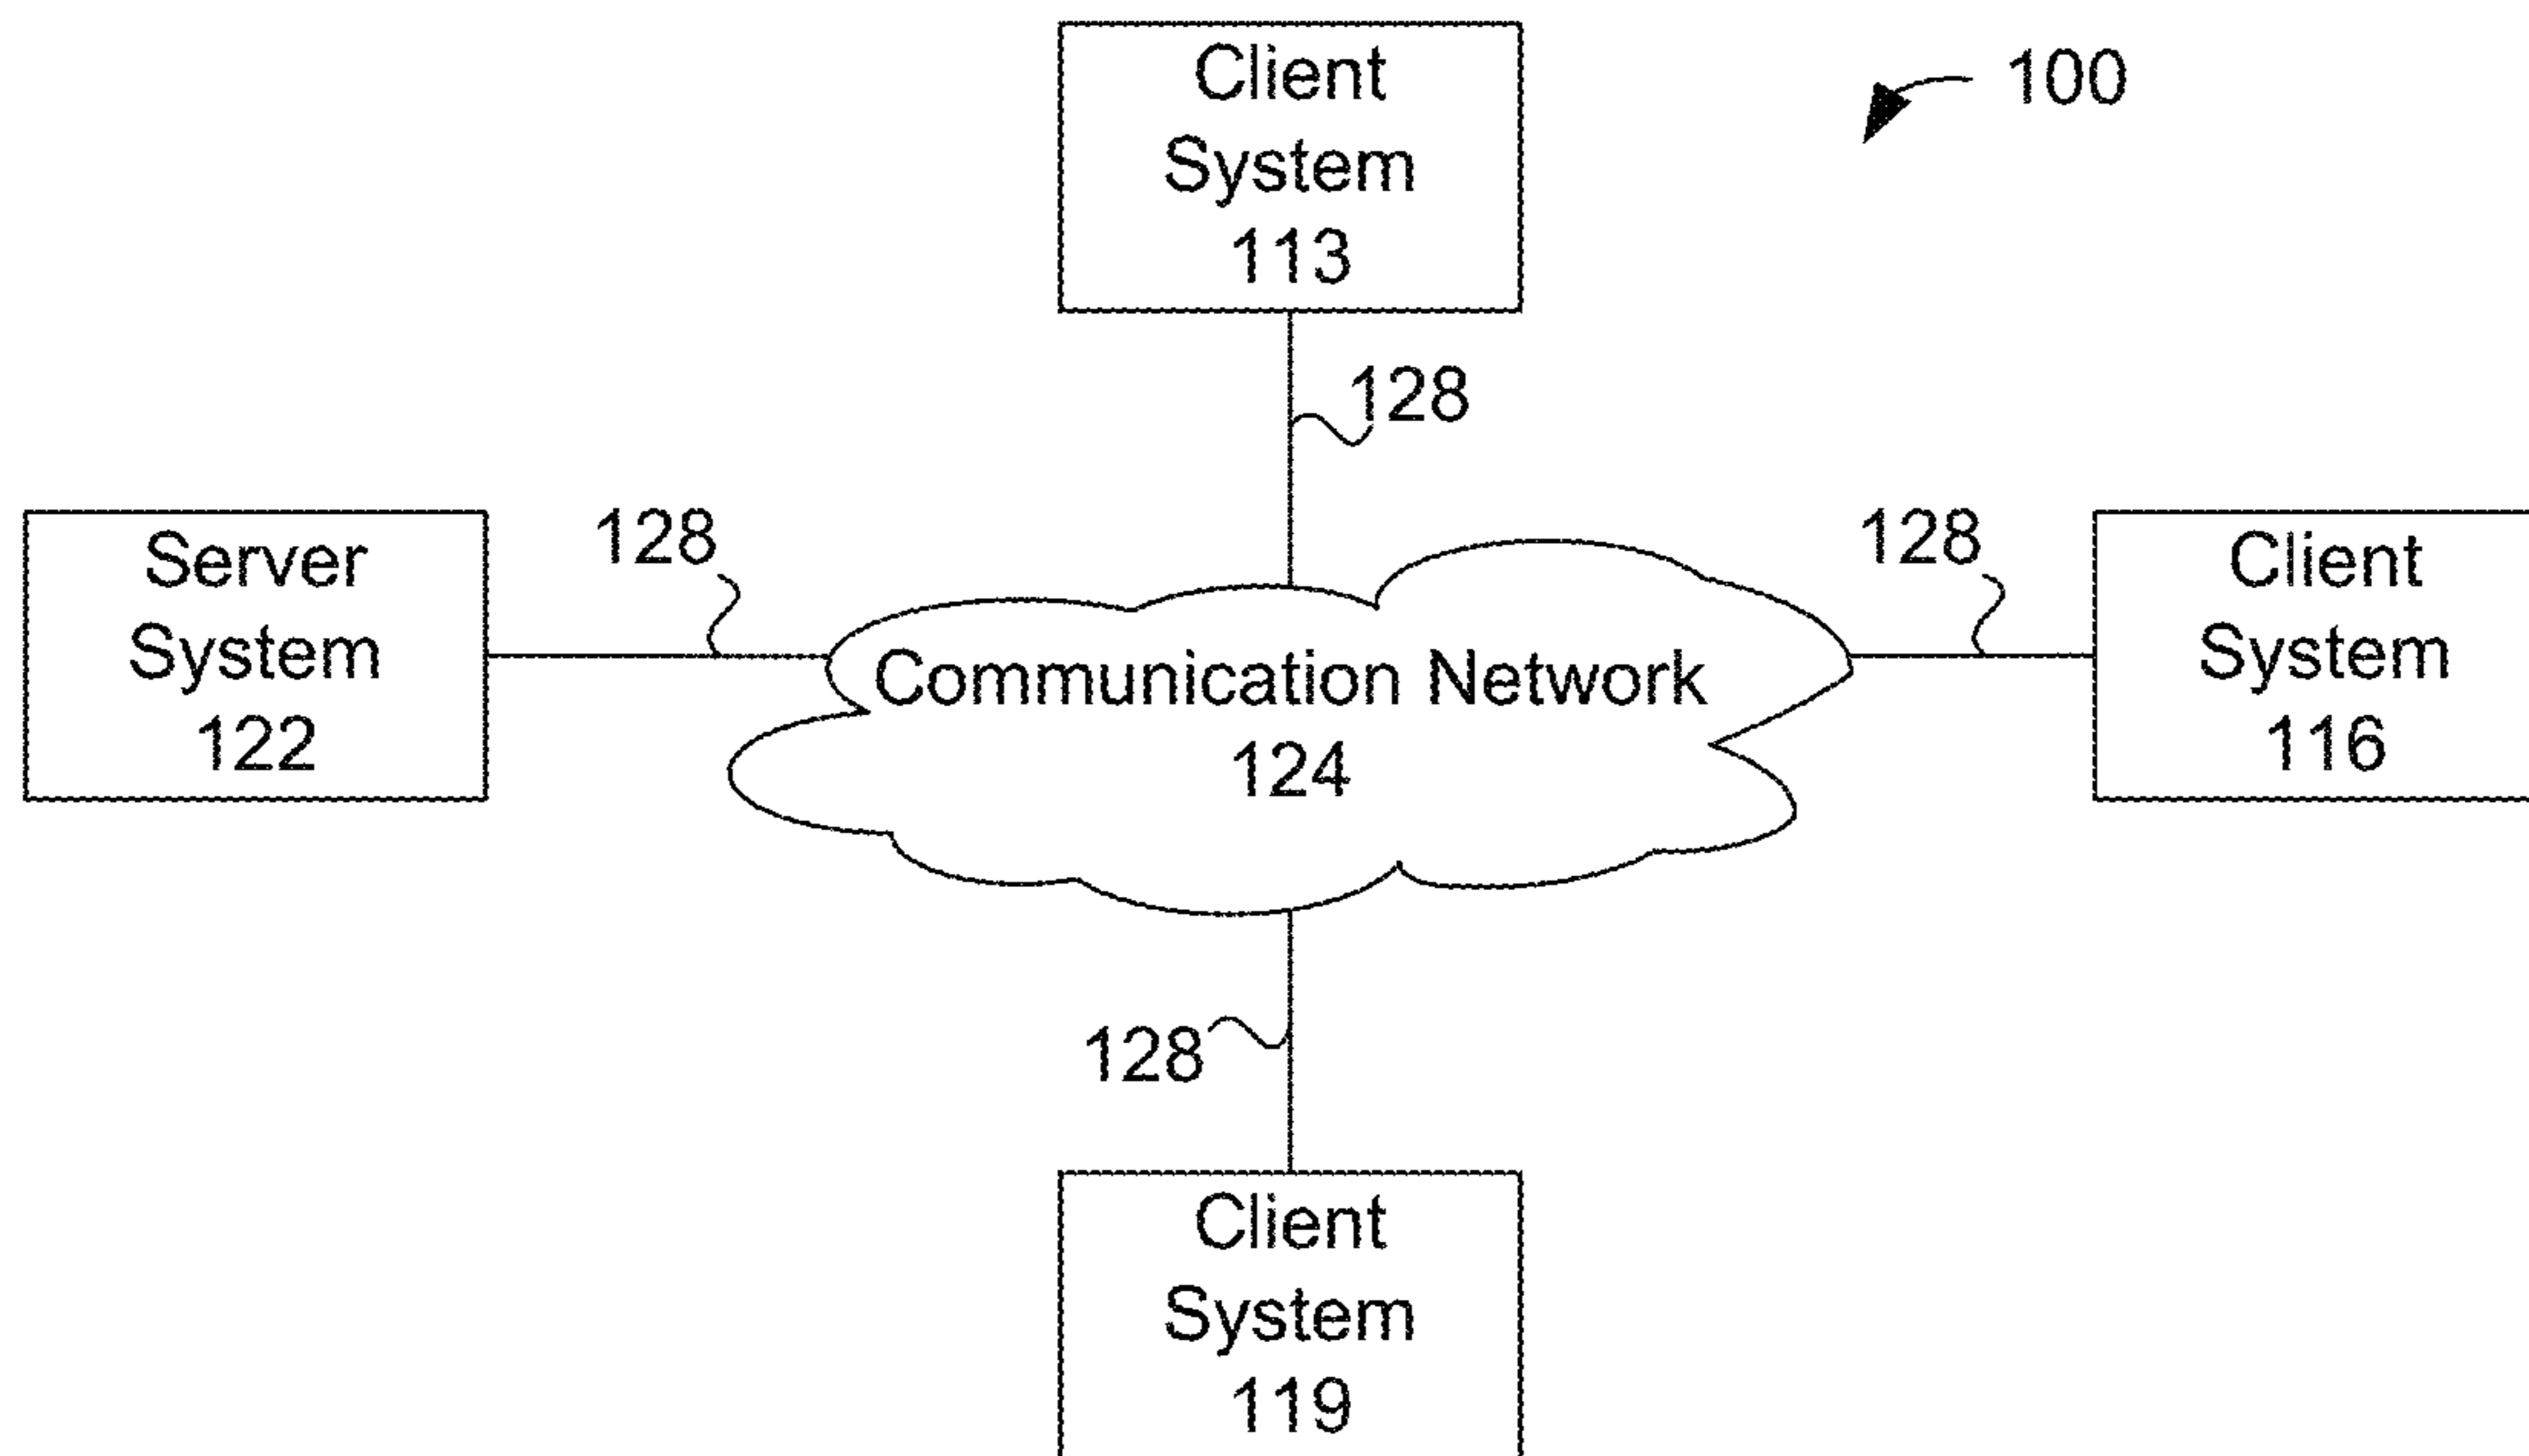 Client
System
113
100
128
Server
System
122
128
Communication Network
124
128
Client
System
116
128
Client
System
119